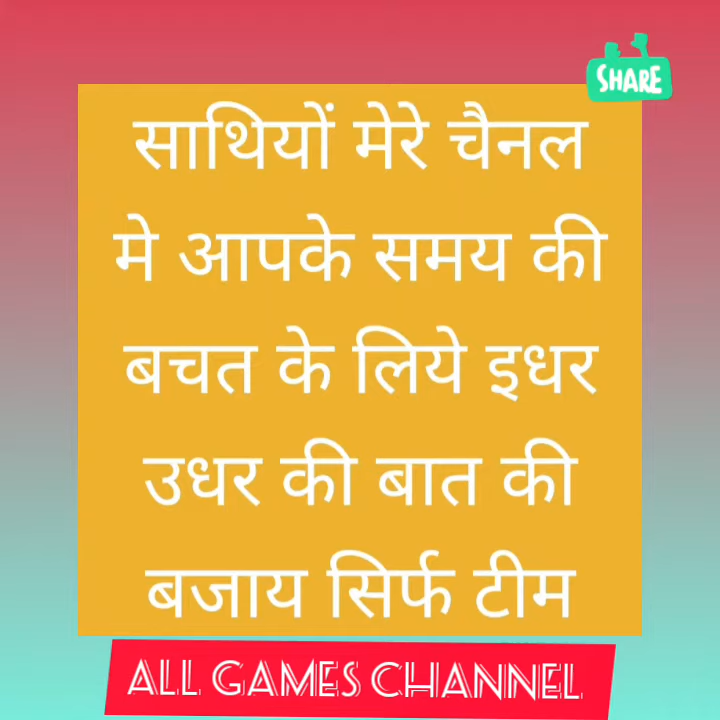 SHARE
साथियों मेरे चैनल
मे आपके समय की
बचत के लिये इधर
उधर की बात की
बजाय सिर्फ टीम
ALL GAMES CHANNEL